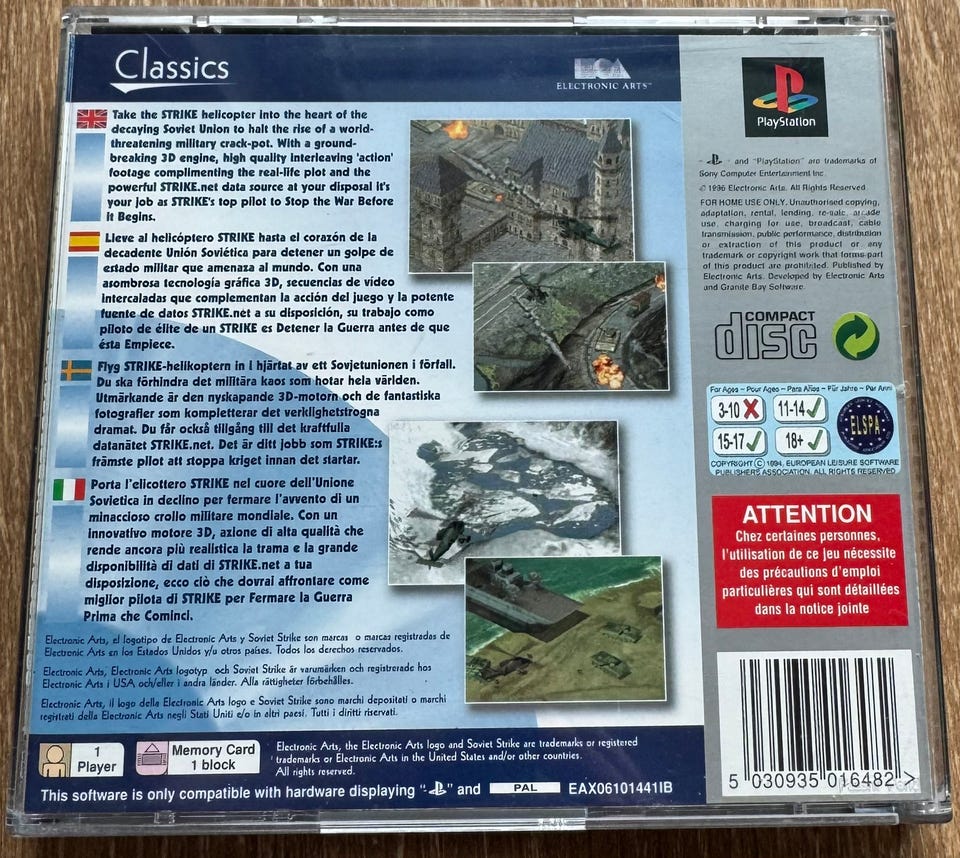 Classics
ELECTRONIC ARTS™
Take the STRIKE helicopter into the heart of the
decaying Soviet Union to halt the rise of a world-
threatening military crack-pot. With a ground-
breaking 3D engine, high quality interleaving 'action'
footage complimenting the real-life plot and the
powerful STRIKE.net data source at your disposal it's
your job as STRIKE's top pilot to Stop the War Before
it Begins.
Lleve al helicóptero STRIKE hasta el corazón de la
decadente Unión Soviética para detener un golpe de
estado militar que amenaza al mundo. Con una
asombrosa tecnología gráfica 3D, secuencias de vídeo
intercaladas que complementan la acción del juego y la potente
fuente de datos STRIKE.net a su disposición, su trabajo como
piloto de élite de un STRIKE es Detener la Guerra antes de que
ésta Empiece.
Flyg STRIKE-helikoptern in i hjärtat av ett Sovjetunionen i förfall.
Du ska förhindra det militära kaos som hotar hela världen.
Utmärkande är den nyskapande 3D-motorn och de fantastiska
fotografier som kompletterar det verklighetstrogna
dramat. Du får också tillgång till det kraftfulla
datanätet STRIKE.net. Det är ditt jobb som STRIKE:s
främste pilot att stoppa kriget innan det startar.
Porta l'elicottero STRIKE nel cuore dell'Unione
Sovietica in declino per fermare l'avvento di un
minaccioso crollo militare mondiale. Con un
innovativo motore 3D, azione di alta qualità che
rende ancora più realistica la trama e la grande
disponibilità di dati di STRIKE.net a tua
disposizione, ecco ciò che dovrai affrontare come
miglior pilota di STRIKE per Fermare la Guerra
Prima che Cominci.
Electronic Arts, el logotipo de Electronic Arts y Soviet Strike son marcas o marcas registradas de
Electronic Arts en los Estados Unidos y/u otros países. Todos los derechos reservados.
Electronic Arts, Electronic Arts logotyp och Soviet Strike är varumärken och registrerade hos
Electronic Arts i USA och/eller i andra länder. Alla rättigheter förbehålles.
Electronic Arts, il logo della Electronic Arts logo e Soviet Strike sono marchi depositati o marchi
registrati della Electronic Arts negli Stati Uniti e/o in altri paesi. Tutti i diritti riservati.
1
Player
Memory Card
1 block
Electronic Arts, the Electronic Arts logo and Soviet Strike are trademarks or registered
trademarks or Electronic Arts in the United States and/or other countries.
All rights reserved.
This software is only compatible with hardware displaying " " and PAL EAX06101441IB
PlayStation
and "PlayStation" are trademarks of
Sony Computer Entertainment Inc.
© 1996 Electronic Arts. All Rights Reserved
FOR HOME USE ONLY. Unauthorised copying,
adaptation, rental, lending, re-sale, arcade
use, charging for use, broadcast, cable
transmission, public performance, distribution
or extraction of this product or any
trademark or copyright work that forms part
of this product are prohibited. Published by
Electronic Arts. Developed by Electronic Arts
and Granite Bay Software.
COMPACT
disc
For Ages – Pour Ages – Para Años – Für Jahre – Per Anni
3-10 11-14
15-17 18+
ELSPA
COPYRIGHT © 1994, EUROPEAN LEISURE SOFTWARE
PUBLISHERS ASSOCIATION. ALL RIGHTS RESERVED
ATTENTION
Chez certaines personnes,
l'utilisation de ce jeu nécessite
des précautions d'emploi
particulières qui sont détaillées
dans la notice jointe
5 030935 016482 >